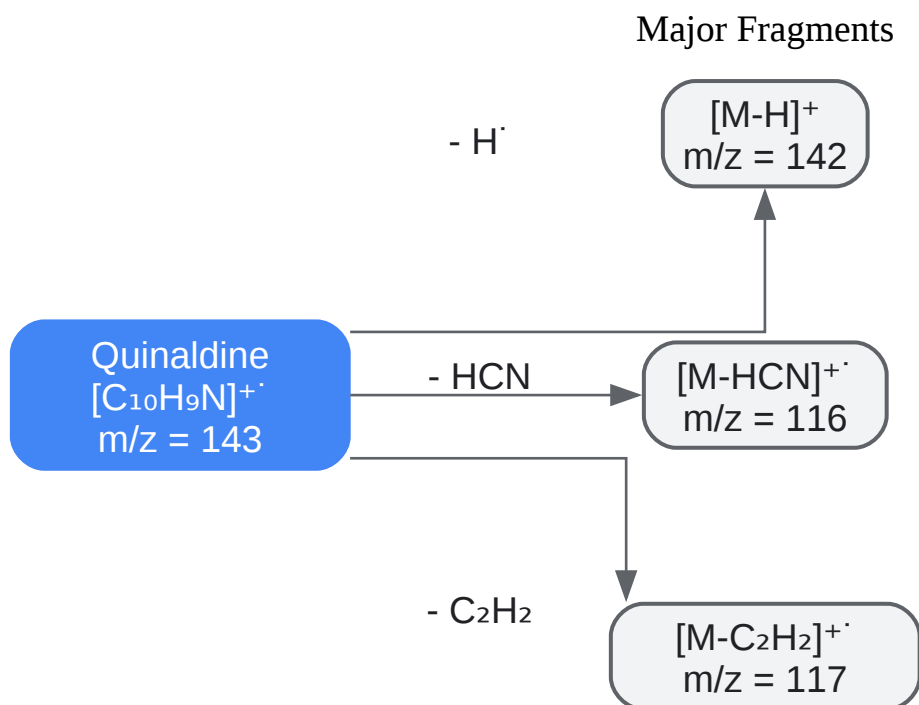 Major Fragments
- H˙
[M-H]⁺
m/z = 142
Quinaldine
[C₁₀H₉N]⁺˙
m/z = 143
- HCN
[M-HCN]⁺˙
m/z = 116
- C₂H₂
[M-C₂H₂]⁺˙
m/z = 117